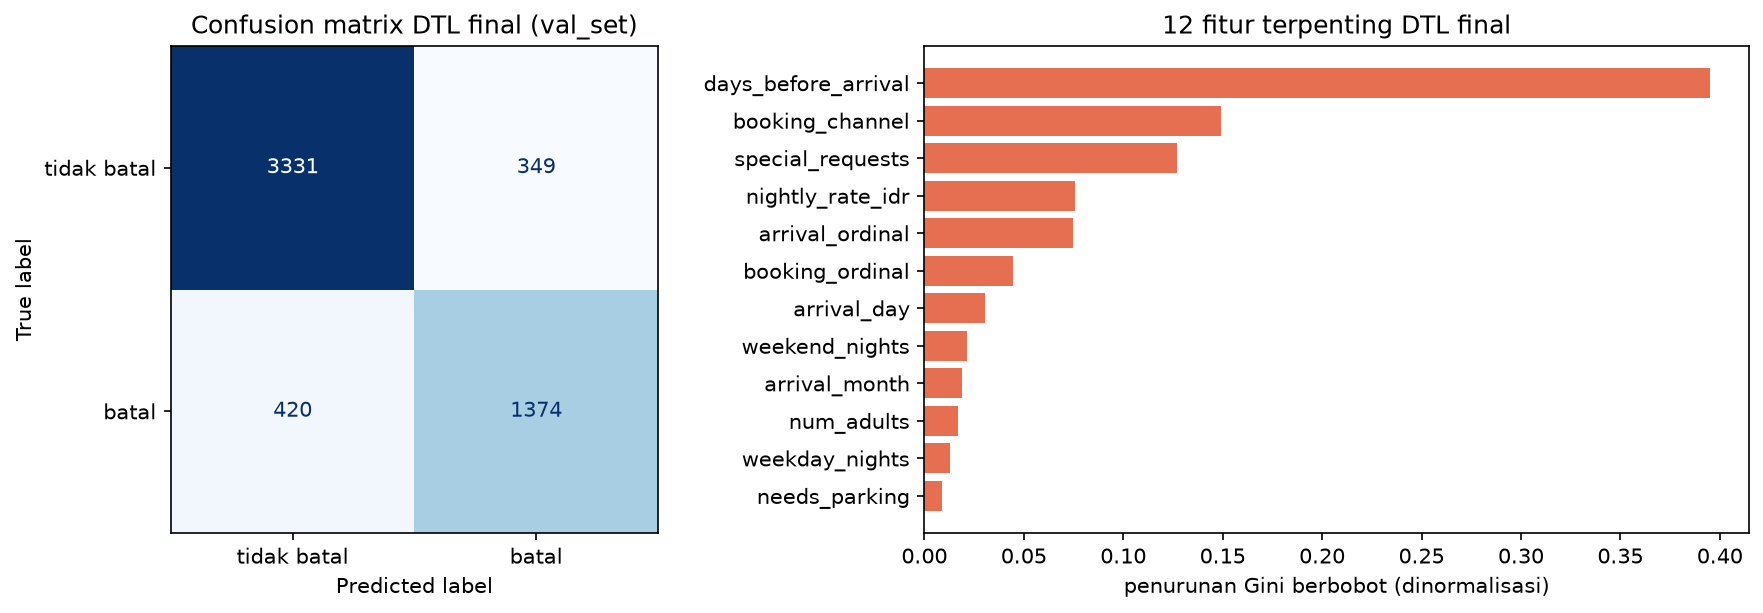 Confusion matrix DTL final (val_set)
True label
tidak batal
3331
349
batal
420
1374
tidak batal
batal
Predicted label
12 fitur terpenting DTL final
days_before_arrival
booking_channel
special_requests
nightly_rate_idr
arrival_ordinal
booking_ordinal
arrival_day
weekend_nights
arrival_month
num_adults
weekday_nights
needs_parking
0.00 0.05 0.10 0.15 0.20 0.25 0.30 0.35 0.40
penurunan Gini berbobot (dinormalisasi)